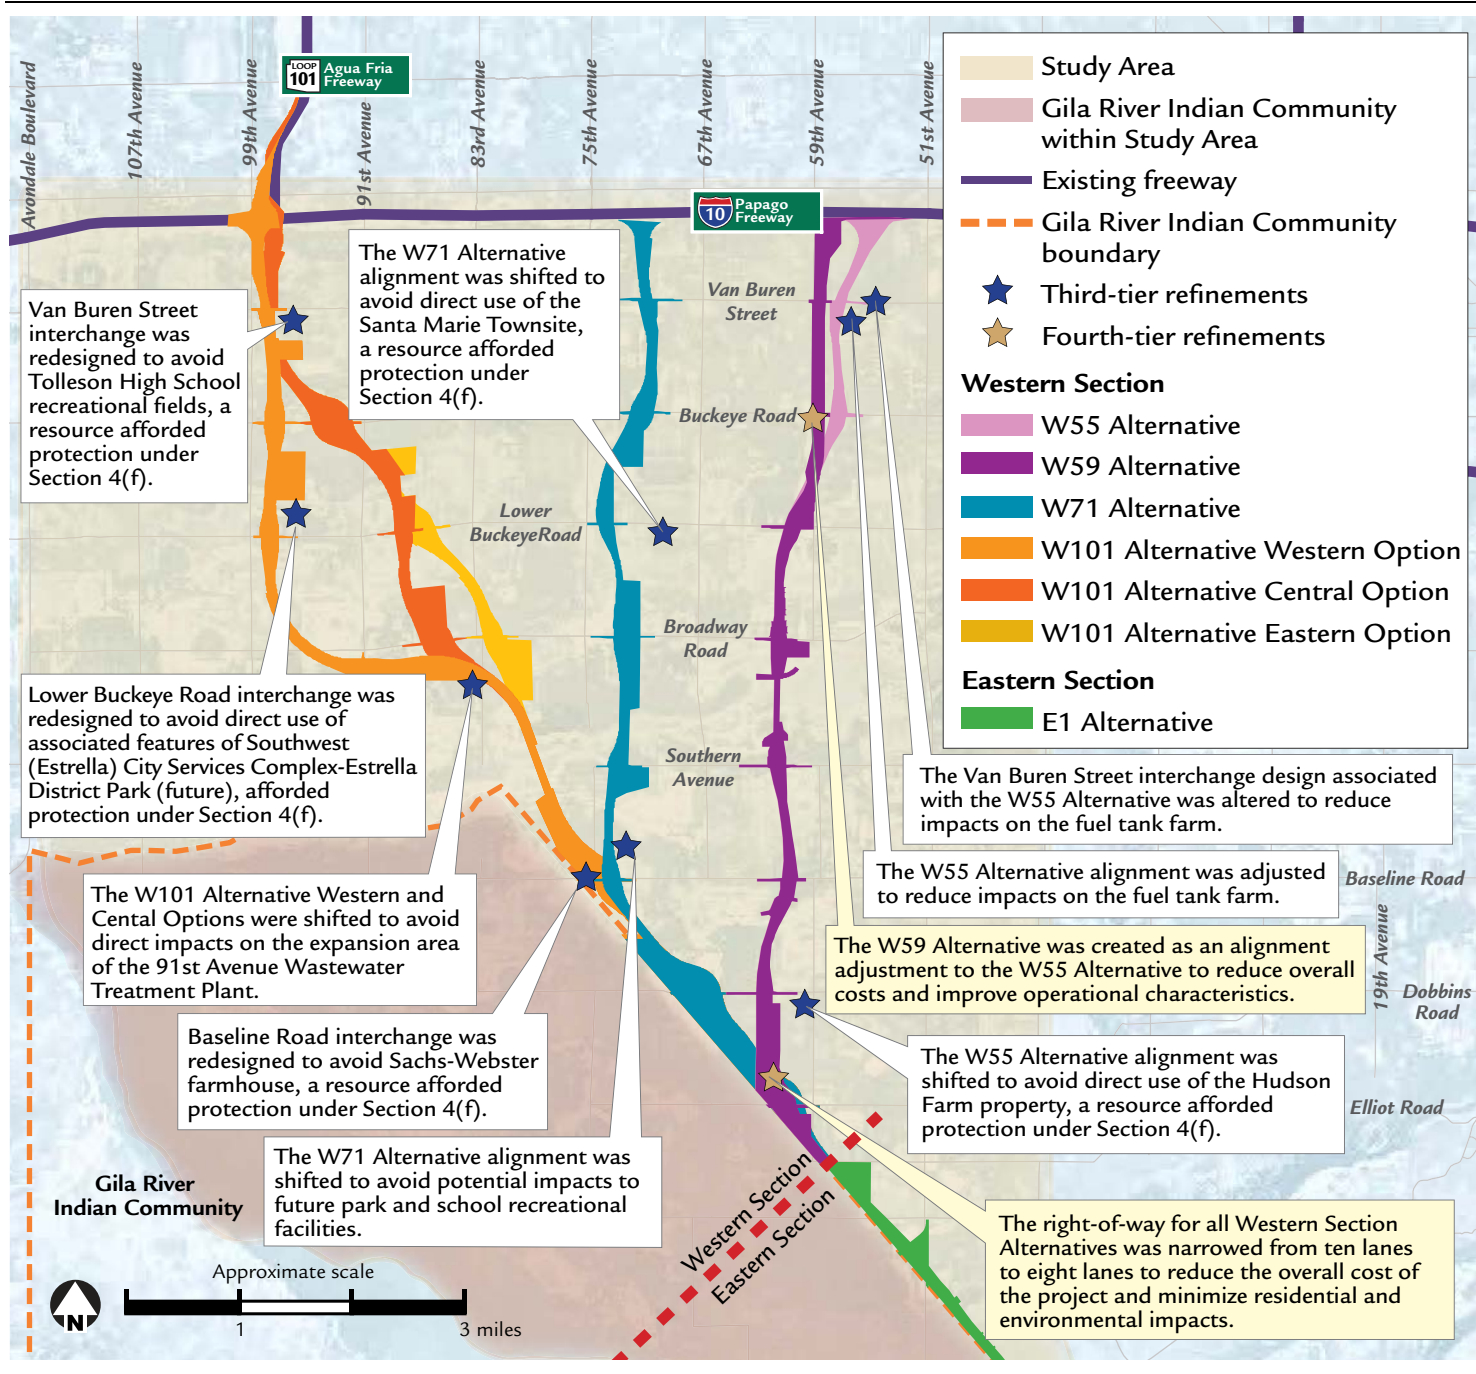 Avondale Boulevard
107th Avenue
99th Avenue
91st Avenue
83rd Avenue
75th Avenue
67th Avenue
59th Avenue
51st Avenue
LOOP
101
Agua Fria
Freeway
10
Papago
Freeway
Study Area
Gila River Indian Community
within Study Area
Existing freeway
Gila River Indian Community
boundary
Third-tier refinements
Fourth-tier refinements
Western Section
W55 Alternative
W59 Alternative
W71 Alternative
W101 Alternative Western Option
W101 Alternative Central Option
W101 Alternative Eastern Option
Eastern Section
E1 Alternative
The W71 Alternative
alignment was shifted to
avoid direct use of the
Santa Marie Townsite,
a resource afforded
protection under
Section 4(f).
Van Buren Street
interchange was
redesigned to avoid
Tolleson High School
recreational fields, a
resource afforded
protection under
Section 4(f).
Van Buren
Street
Buckeye Road
Lower
BuckeyeRoad
Broadway
Road
Southern
Avenue
Lower Buckeye Road interchange was
redesigned to avoid direct use of
associated features of Southwest
(Estrella) City Services Complex-Estrella
District Park (future), afforded
protection under Section 4(f).
The Van Buren Street interchange design associated
with the W55 Alternative was altered to reduce
impacts on the fuel tank farm.
The W55 Alternative alignment was adjusted
to reduce impacts on the fuel tank farm.
Baseline Road
The W101 Alternative Western and
Cental Options were shifted to avoid
direct impacts on the expansion area
of the 91st Avenue Wastewater
Treatment Plant.
The W59 Alternative was created as an alignment
adjustment to the W55 Alternative to reduce overall
costs and improve operational characteristics.
19th Avenue
Dobbins
Road
Baseline Road interchange was
redesigned to avoid Sachs-Webster
farmhouse, a resource afforded
protection under Section 4(f).
The W55 Alternative alignment was
shifted to avoid direct use of the Hudson
Farm property, a resource afforded
protection under Section 4(f).
Elliot Road
The W71 Alternative alignment was
shifted to avoid potential impacts to
future park and school recreational
facilities.
Gila River
Indian Community
Western Section
Eastern Section
The right-of-way for all Western Section
Alternatives was narrowed from ten lanes
to eight lanes to reduce the overall cost of
the project and minimize residential and
environmental impacts.
Approximate scale
N
1
3 miles